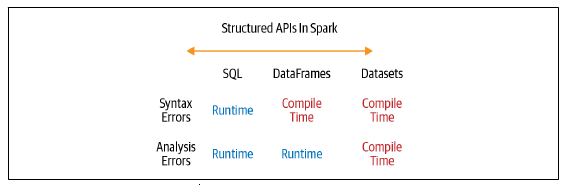 Structured APIs In Spark
SQL DataFrames Datasets
Syntax Errors Runtime Compile Time Compile Time
Analysis Errors Runtime Runtime Compile Time